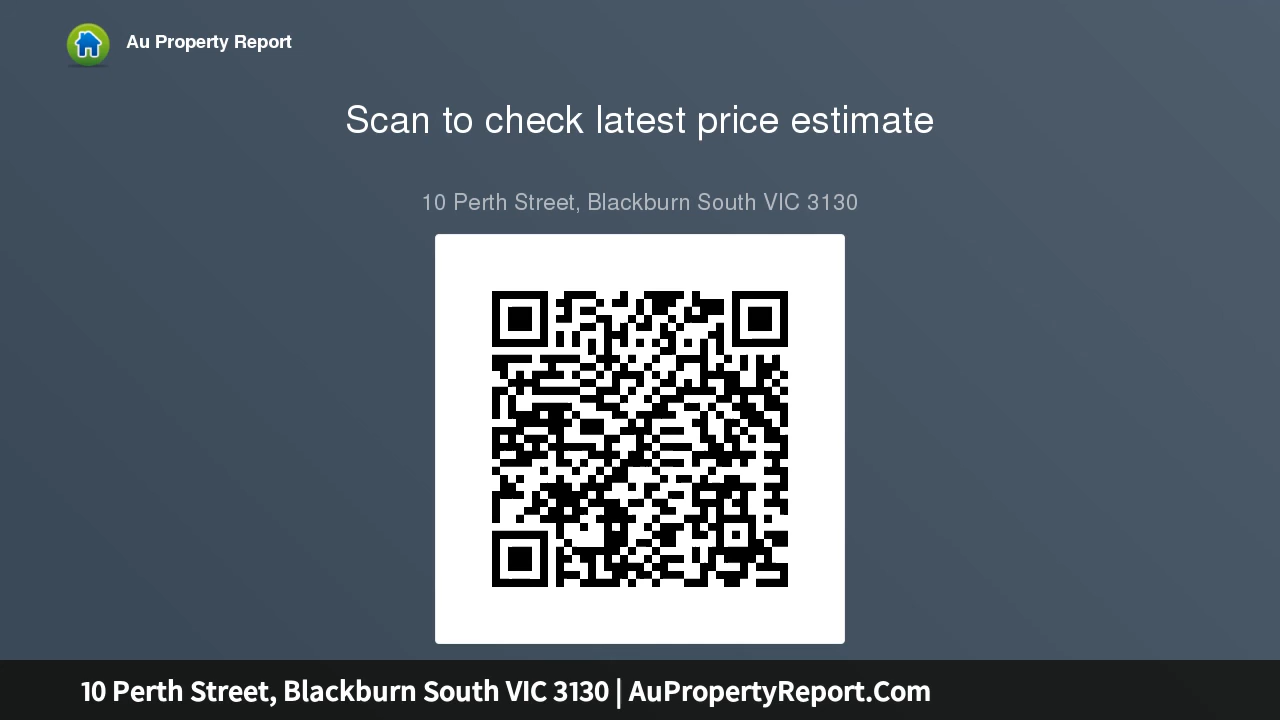 Au Property Report
Scan to check latest price estimate
10 Perth Street, Blackburn South VIC 3130
10 Perth Street, Blackburn South VIC 3130 | AuPropertyReport.Com